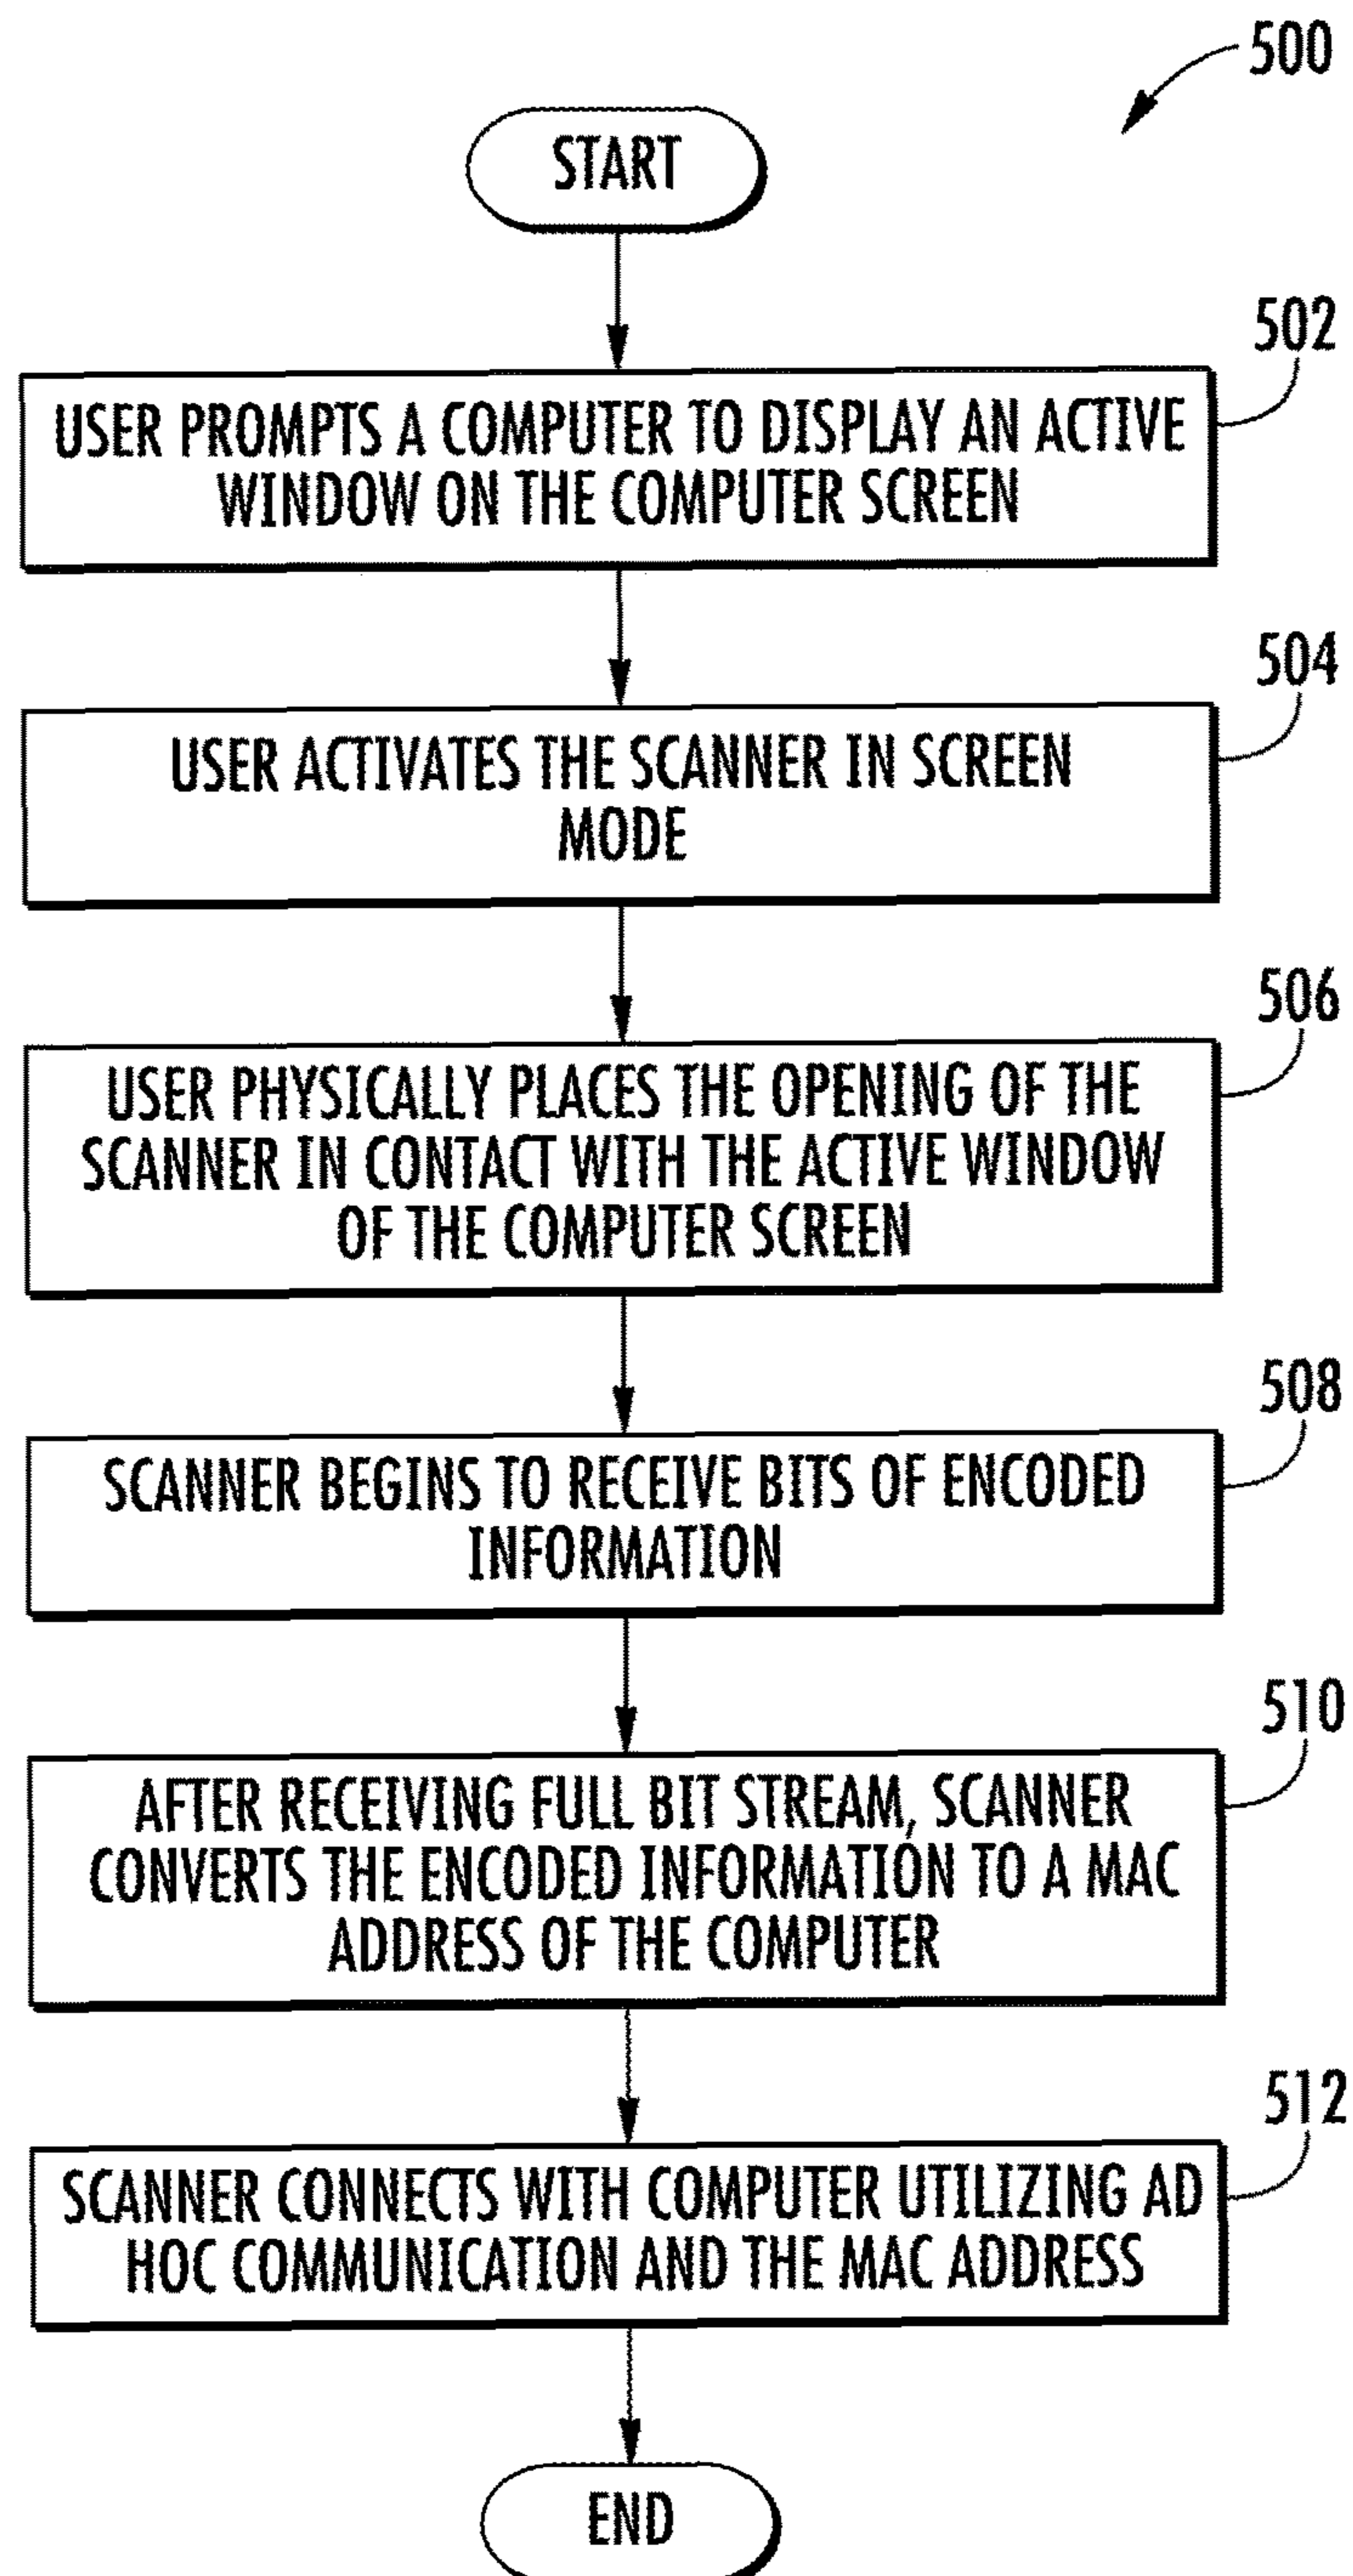 500
START
502
USER PROMPTS A COMPUTER TO DISPLAY AN ACTIVE
WINDOW ON THE COMPUTER SCREEN
504
USER ACTIVATES THE SCANNER IN SCREEN
MODE
506
USER PHYSICALLY PLACES THE OPENING OF THE
SCANNER IN CONTACT WITH THE ACTIVE WINDOW
OF THE COMPUTER SCREEN
508
SCANNER BEGINS TO RECEIVE BITS OF ENCODED
INFORMATION
510
AFTER RECEIVING FULL BIT STREAM, SCANNER
CONVERTS THE ENCODED INFORMATION TO A MAC
ADDRESS OF THE COMPUTER
512
SCANNER CONNECTS WITH COMPUTER UTILIZING AD
HOC COMMUNICATION AND THE MAC ADDRESS
END